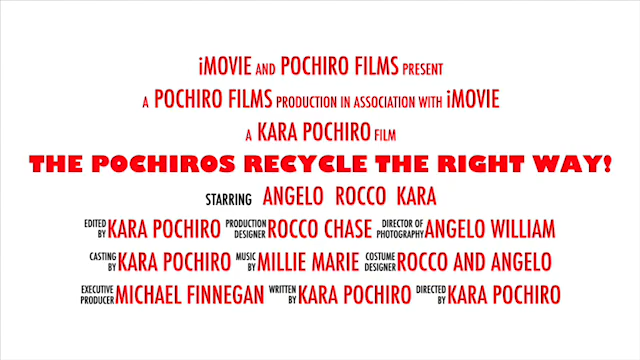 iMOVIE AND POCHIRO FILMS PRESENT
A POCHIRO FILMS PRODUCTION IN ASSOCIATION WITH iMOVIE
A KARA POCHIRO FILM
THE POCHIROS RECYCLE THE RIGHT WAY!
STARRING ANGELO ROCCO KARA
EDITED BY KARA POCHIRO PRODUCTION DESIGNER ROCCO CHASE DIRECTOR OF PHOTOGRAPHY ANGELO WILLIAM
CASTING BY KARA POCHIRO MUSIC BY MILLIE MARIE COSTUME DESIGNER ROCCO AND ANGELO
EXECUTIVE PRODUCER MICHAEL FINNEGAN WRITTEN BY KARA POCHIRO DIRECTED BY KARA POCHIRO